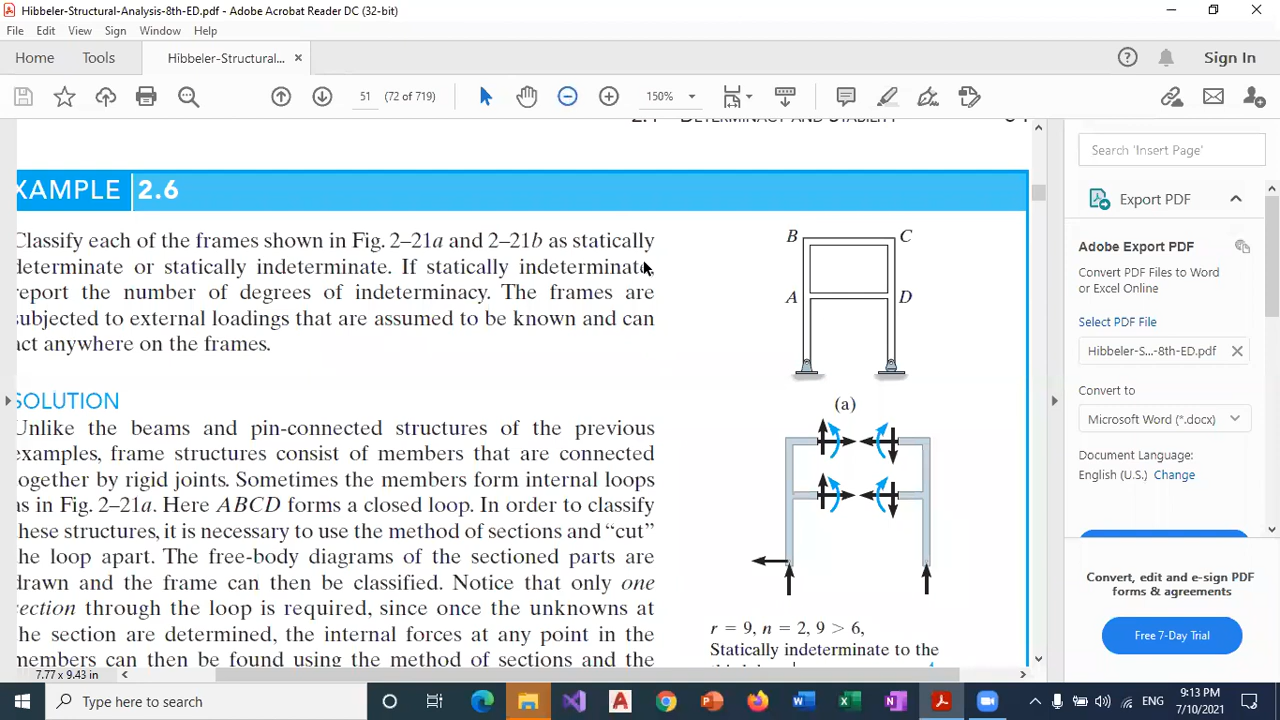 Hibbeler-Structural-Analysis-8th-ED.pdf - Adobe Acrobat Reader DC (32-bit)
File Edit View Sign Window Help
Home Tools Hibbeler-Structural... × Sign In
51 (72 of 719) 150%
2.4 DETERMINACY AND STABILITY
XAMPLE 2.6
Classify each of the frames shown in Fig. 2–21a and 2–21b as statically
determinate or statically indeterminate. If statically indeterminate,
report the number of degrees of indeterminacy. The frames are
subjected to external loadings that are assumed to be known and can
act anywhere on the frames.
SOLUTION
Unlike the beams and pin-connected structures of the previous
examples, frame structures consist of members that are connected
together by rigid joints. Sometimes the members form internal loops
as in Fig. 2–21a. Here ABCD forms a closed loop. In order to classify
these structures, it is necessary to use the method of sections and “cut”
the loop apart. The free-body diagrams of the sectioned parts are
drawn and the frame can then be classified. Notice that only one
section through the loop is required, since once the unknowns at
the section are determined, the internal forces at any point in the
members can then be found using the method of sections and the
B C
A D
(a)
r = 9, n = 2, 9 > 6,
Statically indeterminate to the
Search 'Insert Page'
Export PDF
Adobe Export PDF
Convert PDF Files to Word
or Excel Online
Select PDF File
Hibbeler-S...-8th-ED.pdf
Convert to
Microsoft Word (*.docx)
Document Language:
English (U.S.) Change
Convert, edit and e-sign PDF
forms & agreements
Free 7-Day Trial
7.77 x 9.43 in
Type here to search
ENG
9:13 PM
7/10/2021